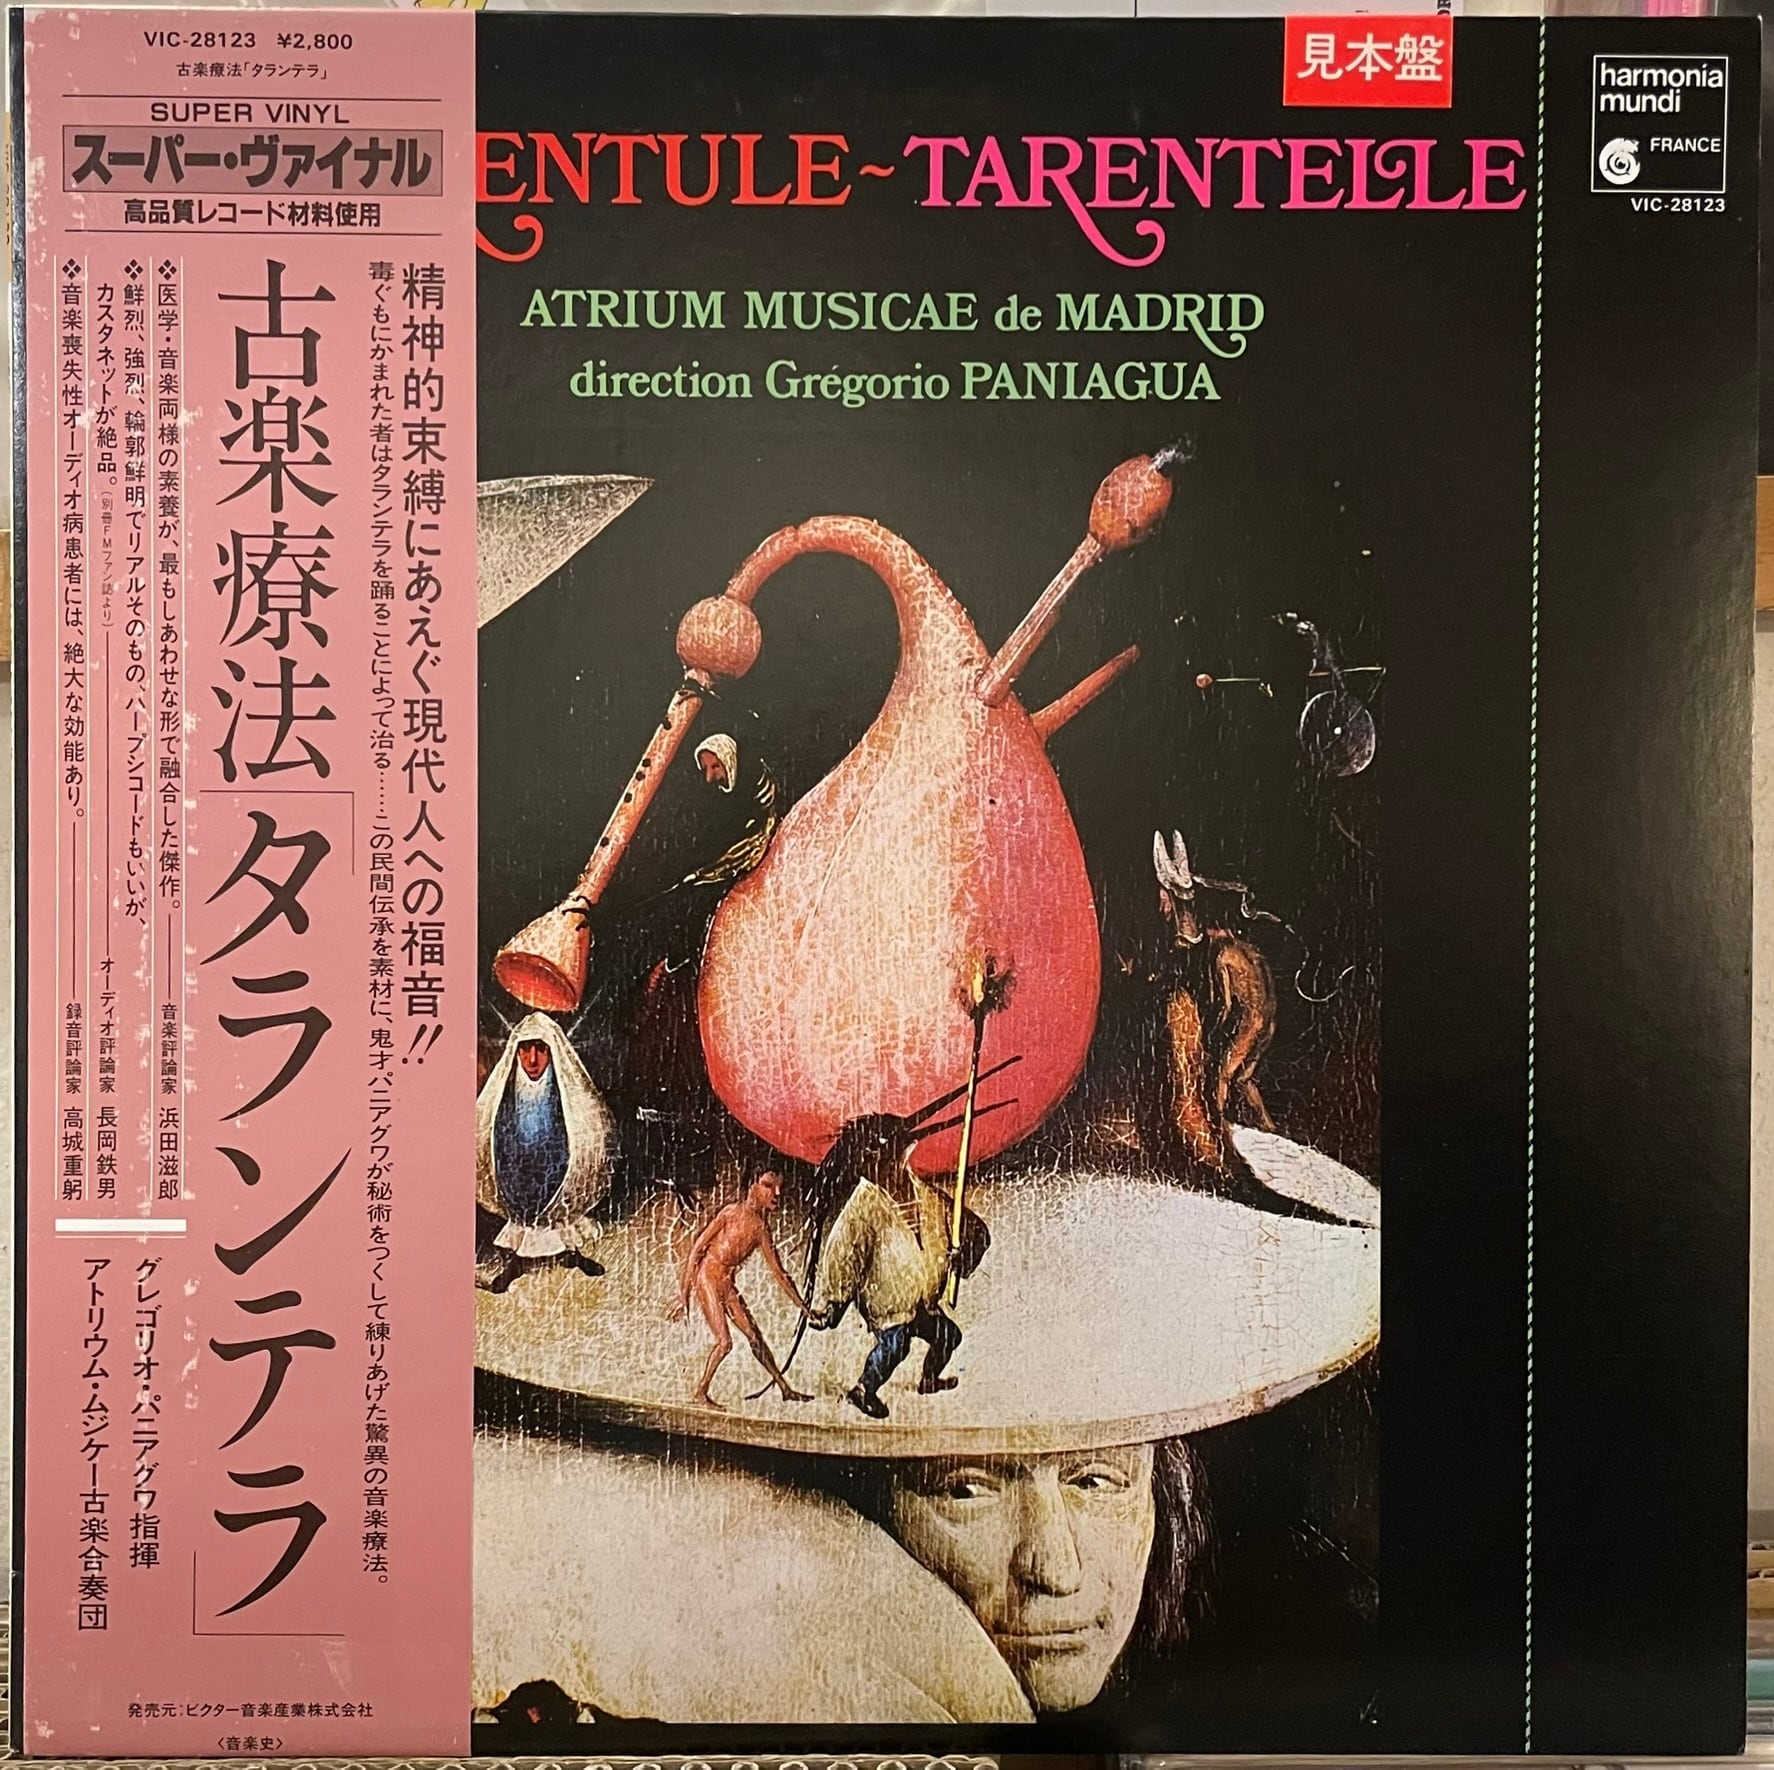 VIC-28123 ¥2,800
古楽療法「タランテラ」
SUPER VINYL
スーパー・ヴァイナル
高品質レコード材料使用
精神的束縛にあえぐ現代人への福音!!
毒ぐもにかまれた者はタランテラを踊ることによって治る……この民間伝承を素材に、鬼才パニアグワが秘術をつくして練りあげた驚異の音楽療法。
古楽療法「タランテラ」
❖医学・音楽両様の素養が、最もしあわせな形で融合した傑作。——音楽評論家 浜田滋郎
❖鮮烈、強烈、輪郭鮮明でリアルそのもの、ハープシコードもいいが、
カスタネットが絶品。(別冊FMファン誌より)——オーディオ評論家 長岡鉄男
❖音楽喪失性オーディオ病患者には、絶大な効能あり。——録音評論家 高城重躬
グレゴリオ・パニアグワ指揮
アトリウム・ムジケー古楽合奏団
発売元:ビクター音楽産業株式会社
〈音楽史〉
見本盤
harmonia
mundi
FRANCE
VIC-28123
ENTULE~TARENTELLE
ATRIUM MUSICAE de MADRID
direction Grégorio PANIAGUA